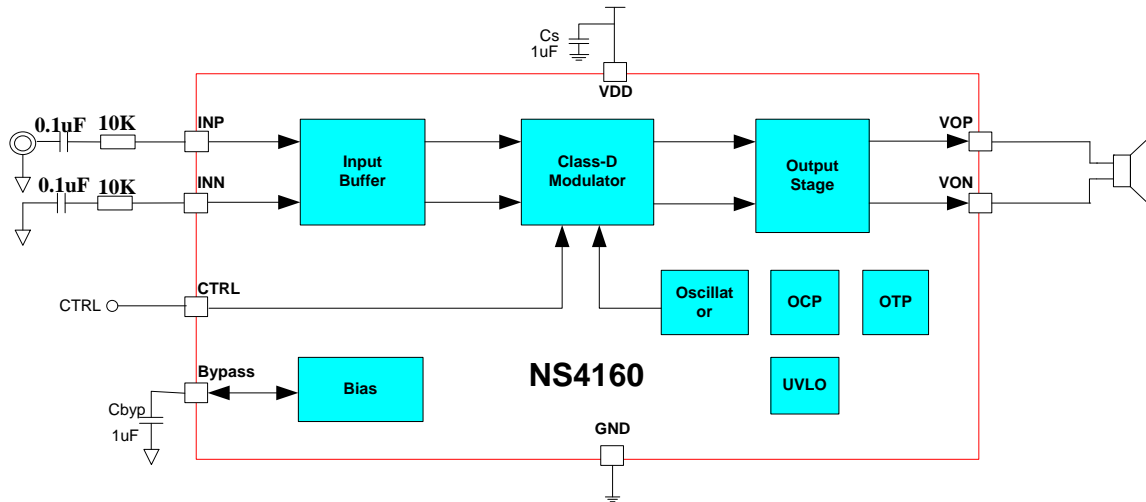 Cs
1uF
VDD
0.1uF
10K
INP
VOP
Input
Buffer
Class-D
Modulator
Output
Stage
0.1uF
10K
INN
VON
CTRL
CTRL
Oscillat
or
OCP
OTP
Bypass
Bias
NS4160
UVLO
Cbyp
1uF
GND